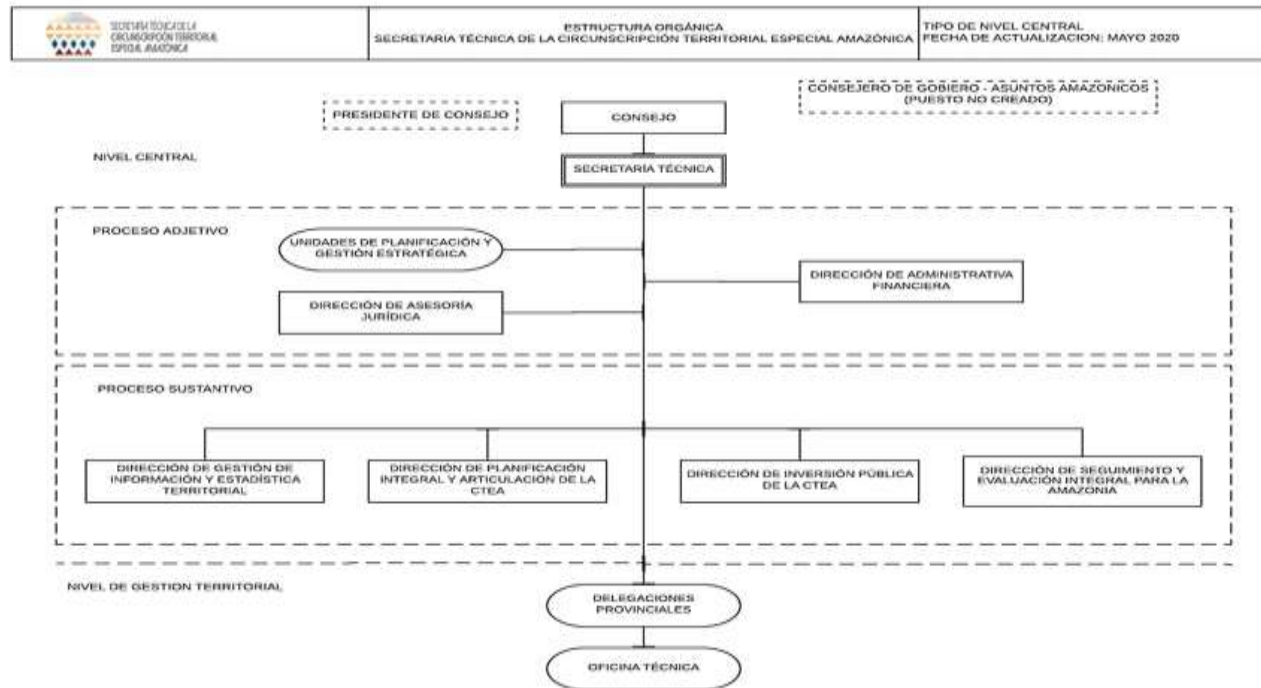 SECRETARÍA TÉCNICA DE LA
CIRCUNSCRIPCIÓN TERRITORIAL
ESPECIAL AMAZÓNICA
ESTRUCTURA ORGÁNICA
SECRETARIA TÉCNICA DE LA CIRCUNSCRIPCIÓN TERRITORIAL ESPECIAL AMAZÓNICA
TIPO DE NIVEL CENTRAL
FECHA DE ACTUALIZACION: MAYO 2020
CONSEJERO DE GOBIERO - ASUNTOS AMAZONICOS
(PUESTO NO CREADO)
PRESIDENTE DE CONSEJO
CONSEJO
NIVEL CENTRAL
SECRETARÍA TÉCNICA
PROCESO ADJETIVO
UNIDADES DE PLANIFICACIÓN Y
GESTIÓN ESTRATÉGICA
DIRECCIÓN DE ADMINISTRATIVA
FINANCIERA
DIRECCIÓN DE ASESORÍA
JURÍDICA
PROCESO SUSTANTIVO
DIRECCIÓN DE GESTIÓN DE
INFORMACIÓN Y ESTADÍSTICA
TERRITORIAL
DIRECCIÓN DE PLANIFICACIÓN
INTEGRAL Y ARTICULACIÓN DE LA
CTEA
DIRECCIÓN DE INVERSIÓN PÚBLICA
DE LA CTEA
DIRECCIÓN DE SEGUIMIENTO Y
EVALUACIÓN INTEGRAL PARA LA
AMAZONIA
NIVEL DE GESTION TERRITORIAL
DELEGACIONES
PROVINCIALES
OFICINA TÉCNICA